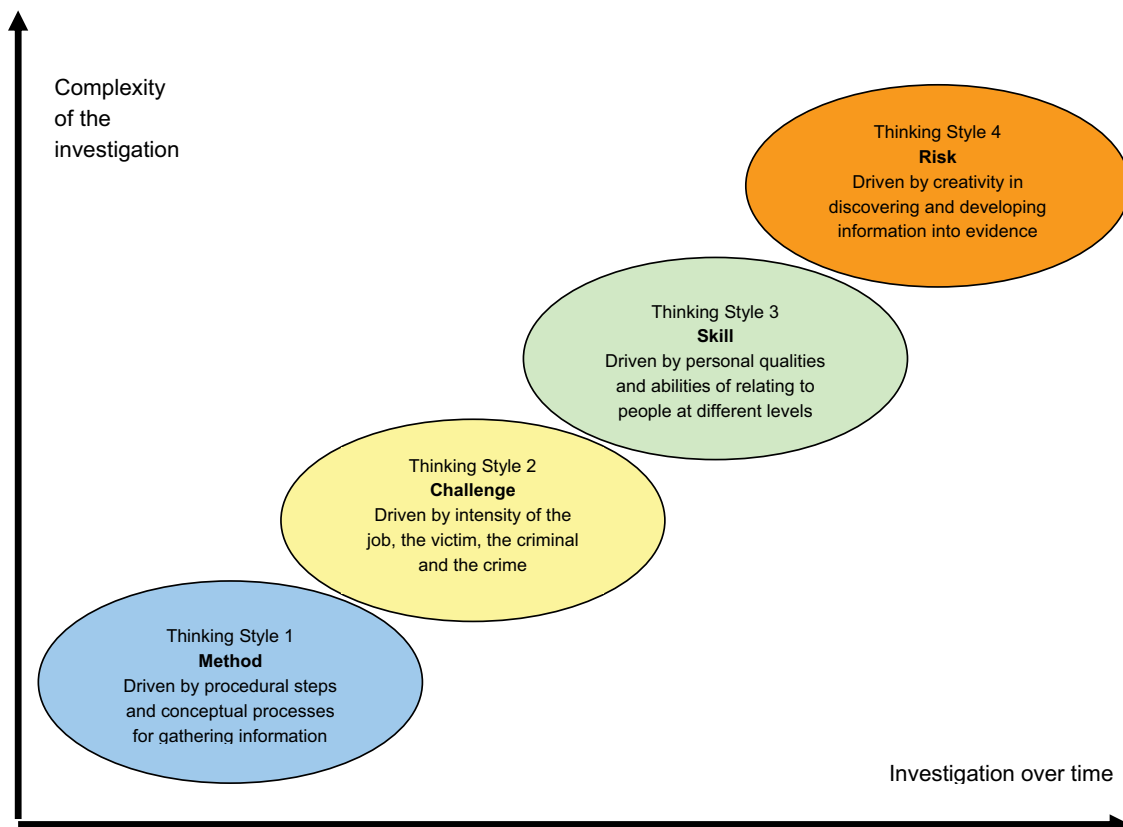 Complexity
of the
investigation
Thinking Style 4
Risk
Driven by creativity in
discovering and developing
information into evidence
Thinking Style 3
Skill
Driven by personal qualities
and abilities of relating to
people at different levels
Thinking Style 2
Challenge
Driven by intensity of the
job, the victim, the criminal
and the crime
Thinking Style 1
Method
Driven by procedural steps
and conceptual processes
for gathering information
Investigation over time